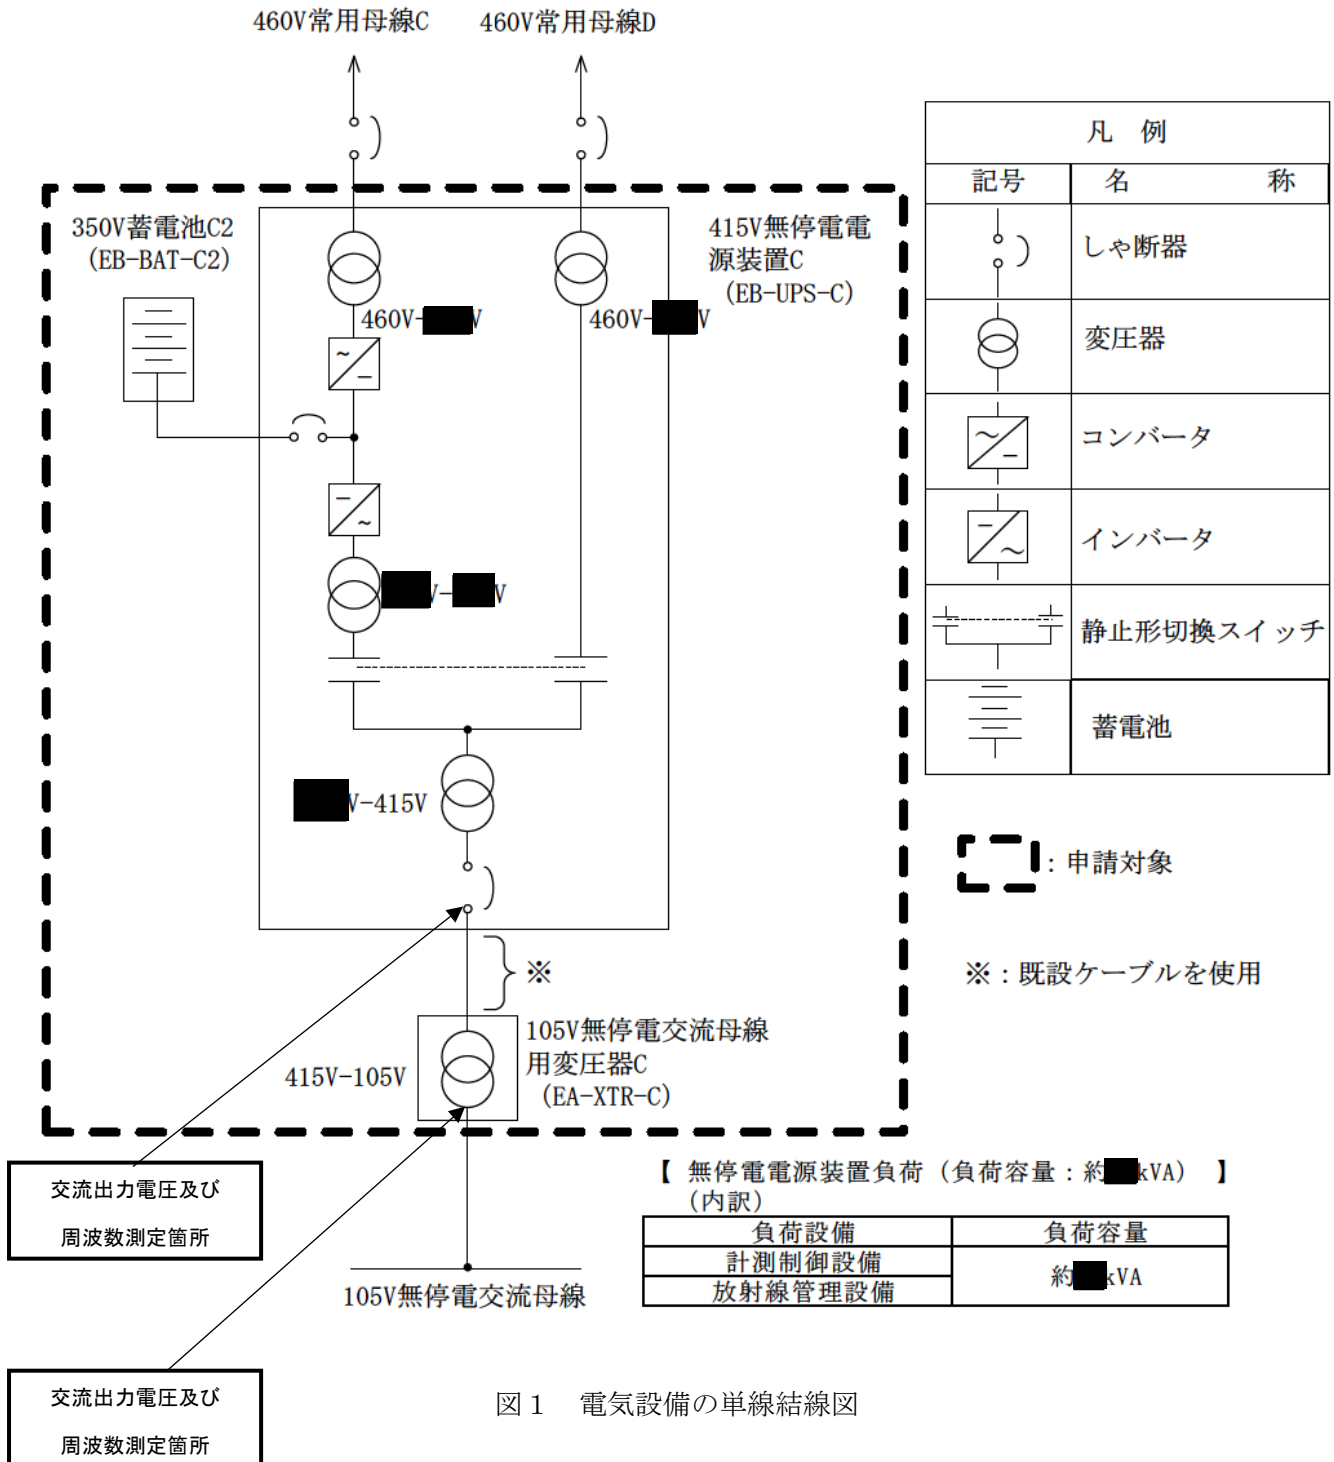 460V常用母線C
460V常用母線D
350V蓄電池C2
(EB-BAT-C2)
415V無停電電
源装置C
(EB-UPS-C)
460V-
V
460V-
V
V-
V
V-415V
※
415V-105V
105V無停電交流母線
用変圧器C
(EA-XTR-C)
105V無停電交流母線
交流出力電圧及び
周波数測定箇所
交流出力電圧及び
周波数測定箇所
凡 例
記号 名 称
しゃ断器
変圧器
コンバータ
インバータ
静止形切換スイッチ
蓄電池
:申請対象
※:既設ケーブルを使用
【 無停電電源装置負荷(負荷容量:約 kVA) 】
(内訳)
負荷設備 負荷容量
計測制御設備
約 kVA
放射線管理設備
図1 電気設備の単線結線図